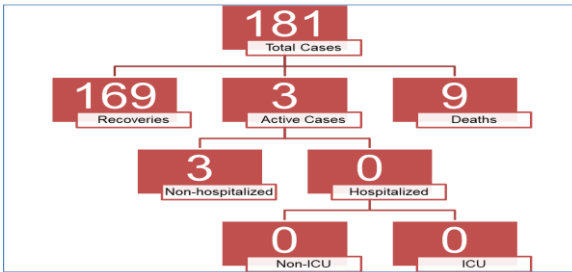 181
Total Cases
169
Recoveries
3
Active Cases
9
Deaths
3
Non-hospitalized
0
Hospitalized
0
Non-ICU
0
ICU